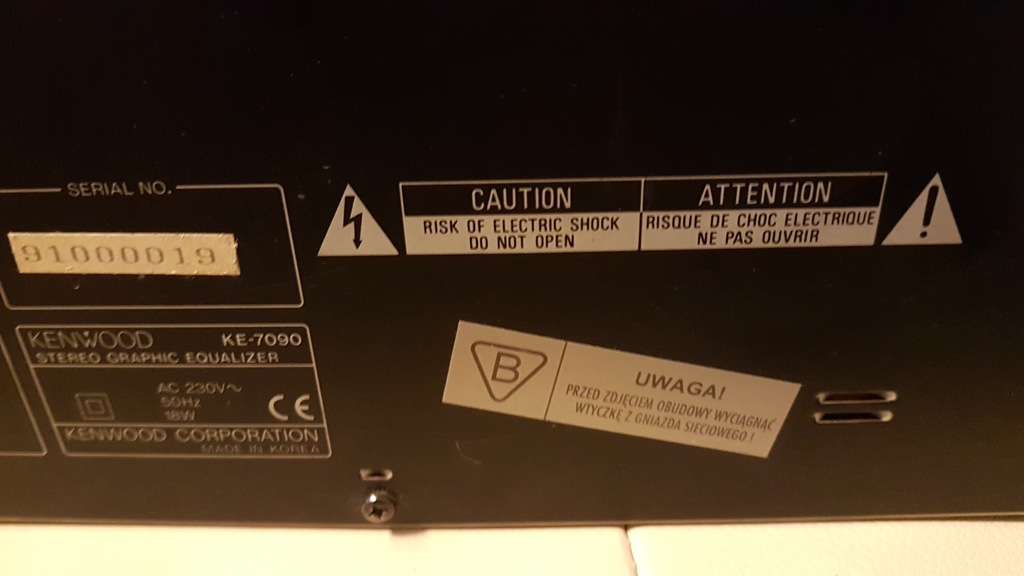 SERIAL NO.
91000019
KENWOOD KE-7090
STEREO GRAPHIC EQUALIZER
AC 230V~
50Hz
18W
CE
KENWOOD CORPORATION
MADE IN KOREA
CAUTION
RISK OF ELECTRIC SHOCK
DO NOT OPEN
ATTENTION
RISQUE DE CHOC ELECTRIQUE
NE PAS OUVRIR
!
B
UWAGA!
PRZED ZDJĘCIEM OBUDOWY WYCIĄGNĄĆ
WTYCZKĘ Z GNIAZDA SIECIOWEGO !